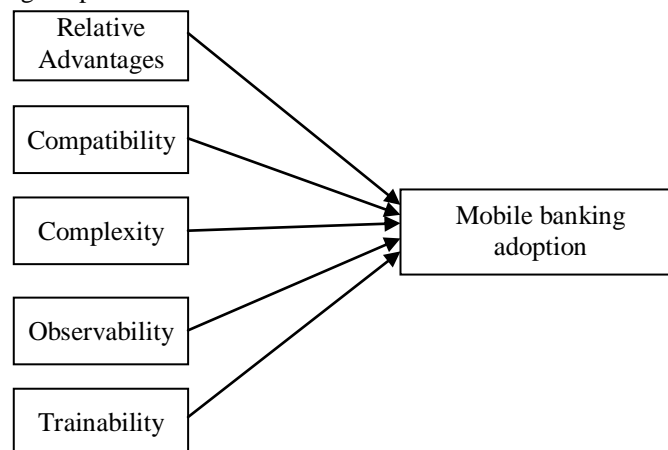 Relative
Advantages
Compatibility
Complexity
Observability
Trainability
Mobile banking
adoption